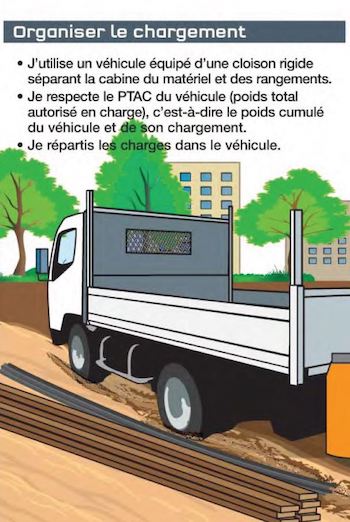 Organiser le chargement
• J'utilise un véhicule équipé d'une cloison rigide
séparant la cabine du matériel et des rangements.
• Je respecte le PTAC du véhicule (poids total
autorisé en charge), c'est-à-dire le poids cumulé
du véhicule et de son chargement.
• Je répartis les charges dans le véhicule.